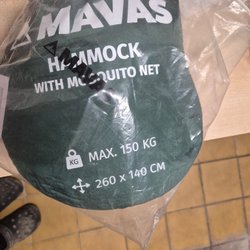 MAVAS
HAMMOCK
WITH MOSQUITO NET
KG
MAX. 150 KG
260 x 140 CM